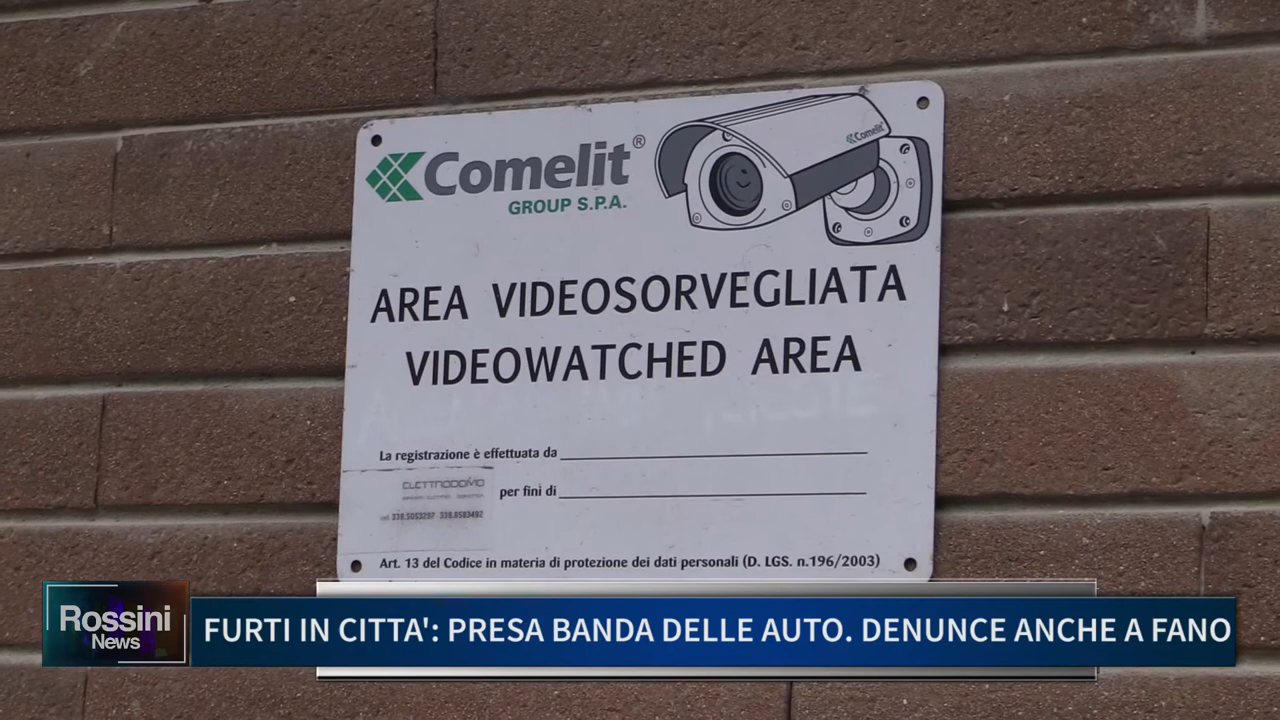 Comelit®
GROUP S.P.A.
Comelit
AREA VIDEOSORVEGLIATA
VIDEOWATCHED AREA
La registrazione è effettuata da
ELETTRODOMO
per fini di
Art. 13 del Codice in materia di protezione dei dati personali (D. LGS. n.196/2003)
Rossini
News
FURTI IN CITTA': PRESA BANDA DELLE AUTO. DENUNCE ANCHE A FANO